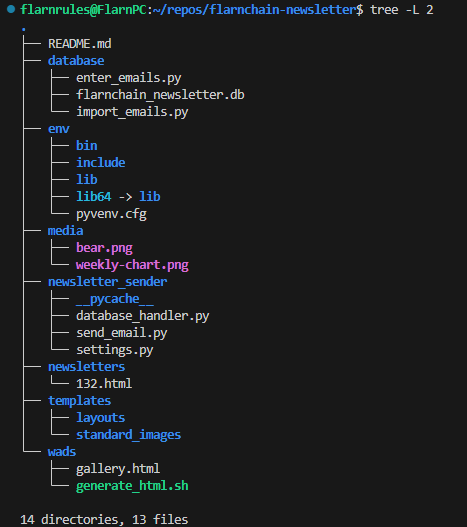 flarnrules@FlarnPC:~/repos/flarnchain-newsletter$ tree -L 2
.
├── README.md
├── database
│   ├── enter_emails.py
│   ├── flarnchain_newsletter.db
│   └── import_emails.py
├── env
│   ├── bin
│   ├── include
│   ├── lib
│   ├── lib64 -> lib
│   └── pyvenv.cfg
├── media
│   ├── bear.png
│   └── weekly-chart.png
├── newsletter_sender
│   ├── __pycache__
│   ├── database_handler.py
│   ├── send_email.py
│   └── settings.py
├── newsletters
│   └── 132.html
├── templates
│   ├── layouts
│   └── standard_images
└── wads
    ├── gallery.html
    └── generate_html.sh

14 directories, 13 files